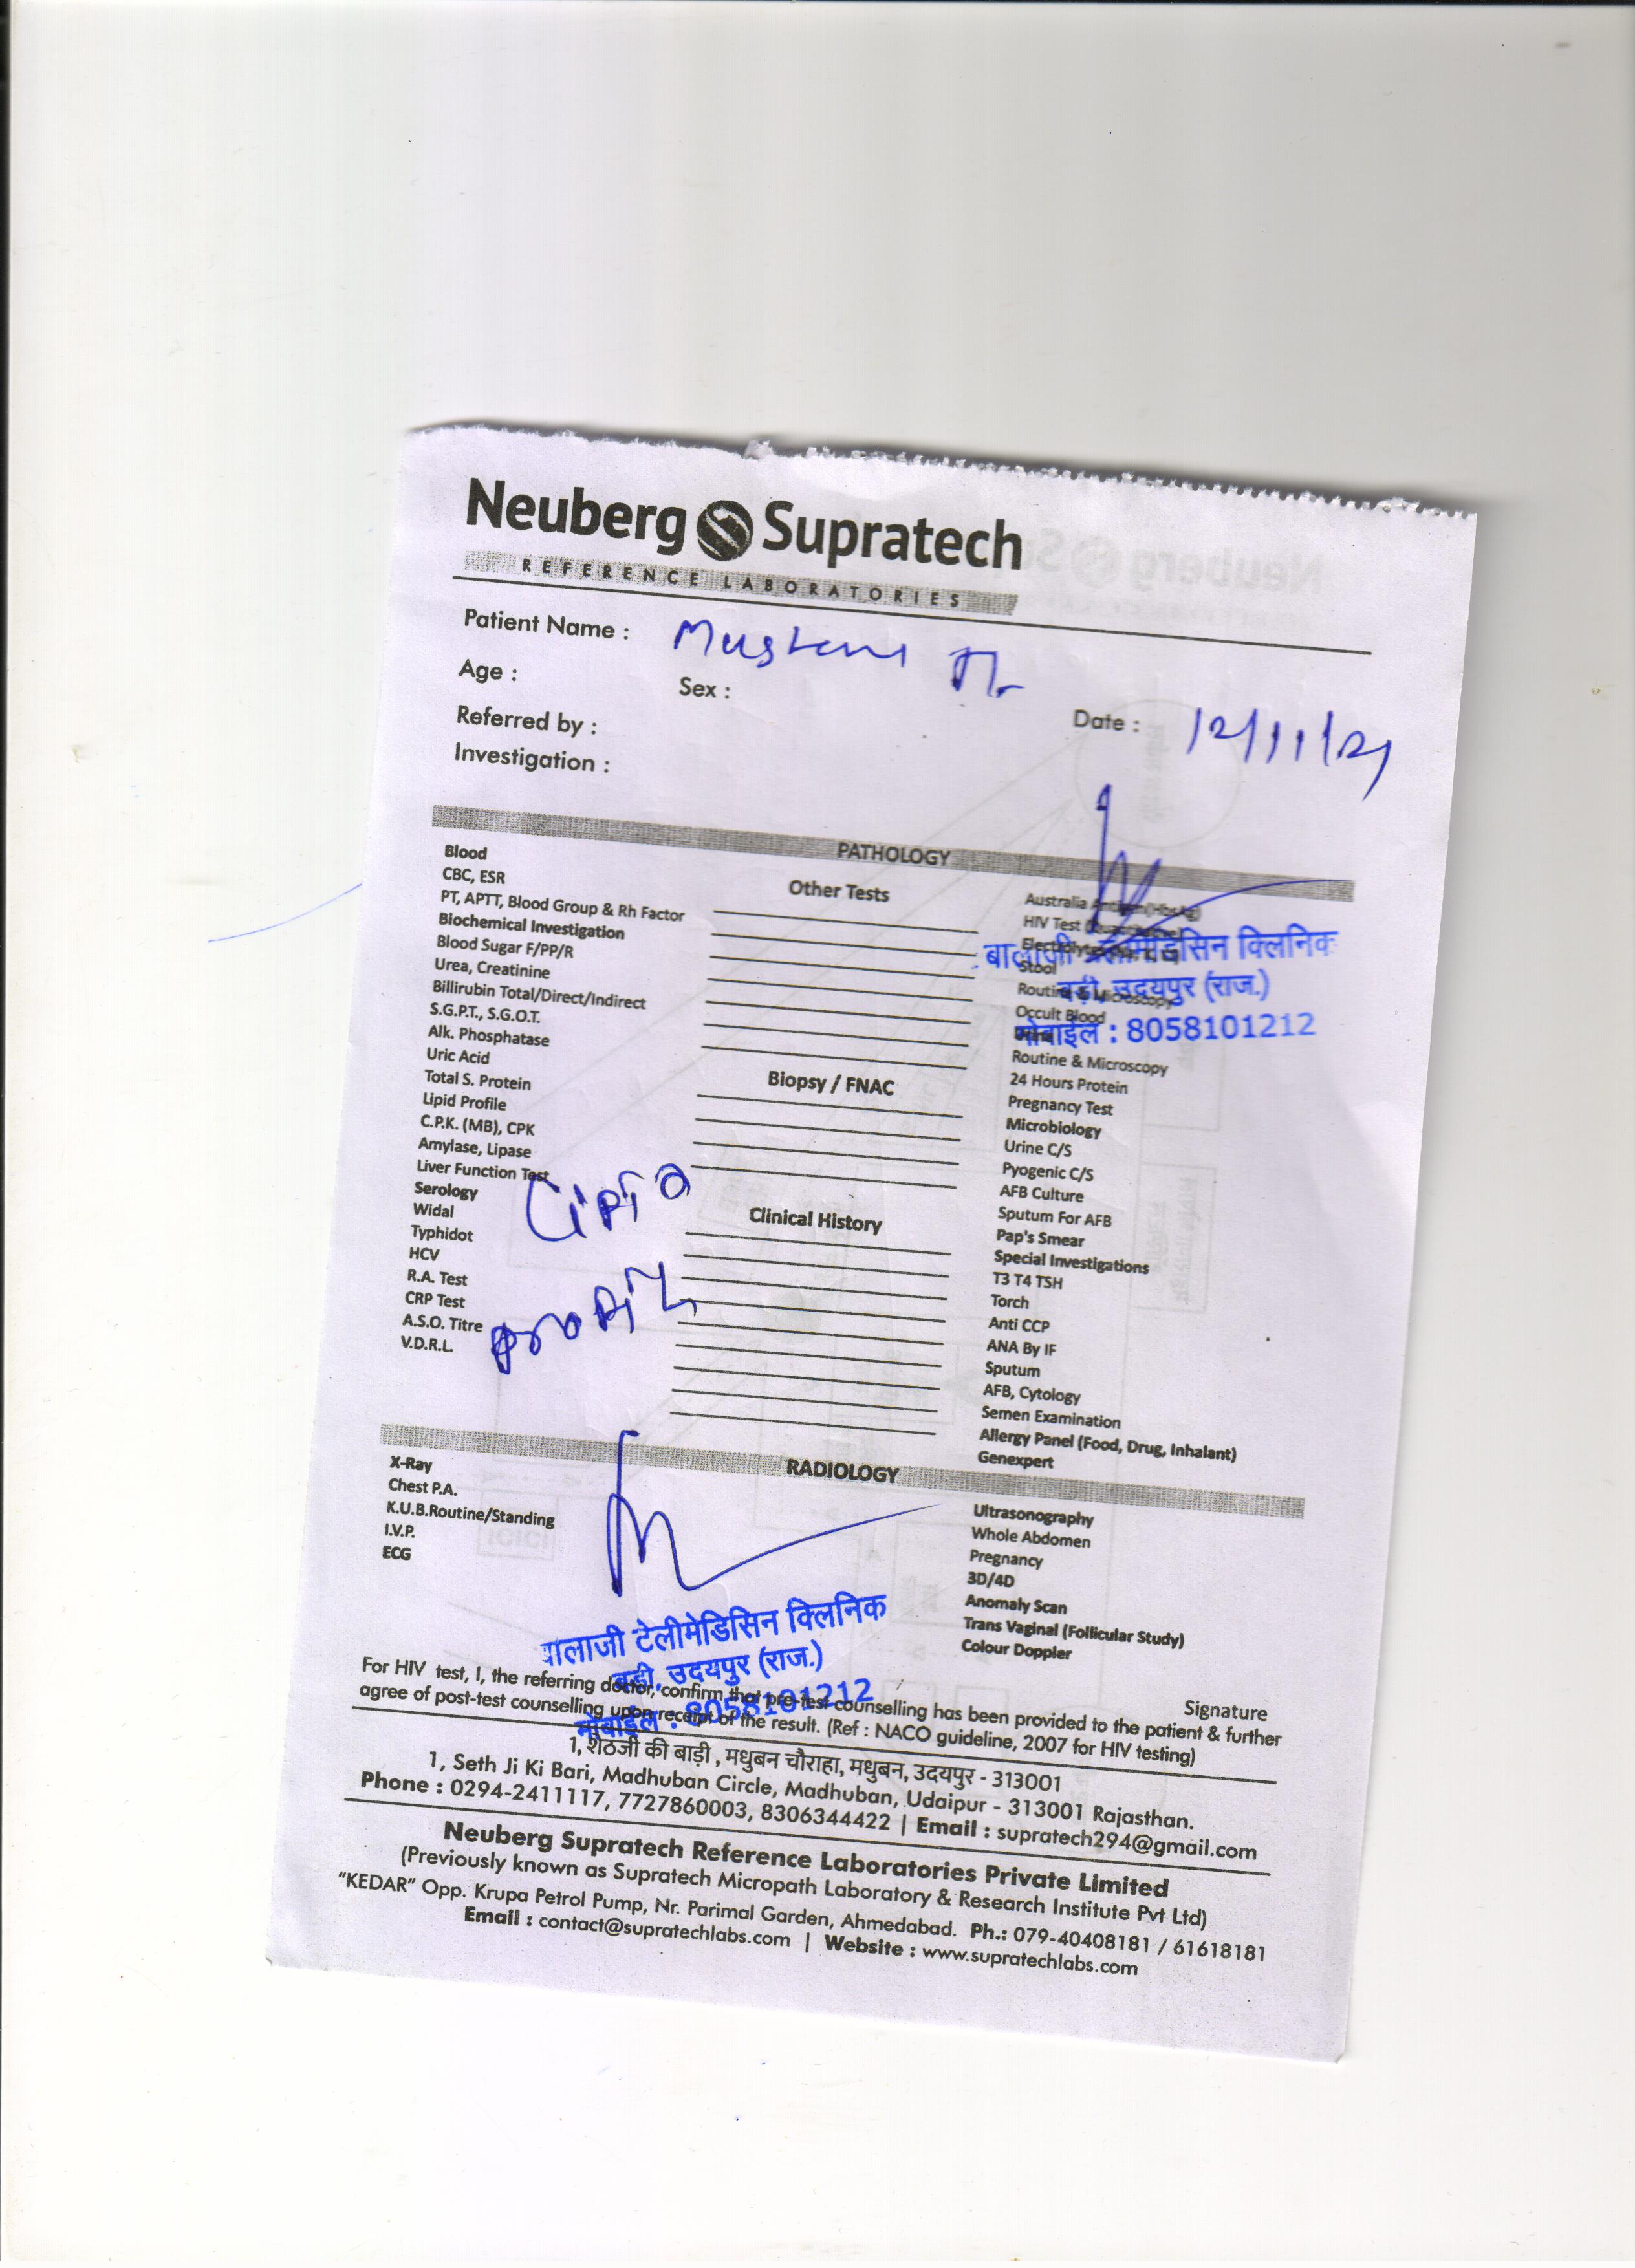 Neuberg Supratech
REFERENCE LABORATORIES
Patient Name :
Age :
Sex :
Date : 12/11/21
Referred by :
Investigation :
PATHOLOGY
Blood
CBC, ESR
PT, APTT, Blood Group & Rh Factor
Biochemical Investigation
Blood Sugar F/PP/R
Urea, Creatinine
Billirubin Total/Direct/Indirect
S.G.P.T., S.G.O.T.
Alk. Phosphatase
Uric Acid
Total S. Protein
Lipid Profile
C.P.K. (MB), CPK
Amylase, Lipase
Liver Function Test
Serology
Widal
Typhidot
HCV
R.A. Test
CRP Test
A.S.O. Titre
V.D.R.L.
Other Tests
Biopsy / FNAC
Clinical History
Australia Antigen(HbsAg)
HIV Test
बालाजी टेलीमेडिसिन क्लिनिक
Stool
बड़ी, उदयपुर (राज.)
Routine & Microscopy
Occult Blood
मोबाईल : 8058101212
Routine & Microscopy
24 Hours Protein
Pregnancy Test
Microbiology
Urine C/S
Pyogenic C/S
AFB Culture
Sputum For AFB
Pap's Smear
Special Investigations
T3 T4 TSH
Torch
Anti CCP
ANA By IF
Sputum
AFB, Cytology
Semen Examination
Allergy Panel (Food, Drug, Inhalant)
Genexpert
RADIOLOGY
X-Ray
Chest P.A.
K.U.B.Routine/Standing
I.V.P.
ECG
Ultrasonography
Whole Abdomen
Pregnancy
3D/4D
Anomaly Scan
Trans Vaginal (Follicular Study)
Colour Doppler
बालाजी टेलीमेडिसिन क्लिनिक
बड़ी, उदयपुर (राज.)
मोबाईल : 8058101212
Signature
For HIV test, I, the referring doctor, confirm that pre-test counselling has been provided to the patient & further
agree of post-test counselling upon receipt of the result. (Ref : NACO guideline, 2007 for HIV testing)
1, शेठजी की बाड़ी, मधुबन चौराहा, मधुबन, उदयपुर - 313001
1, Seth Ji Ki Bari, Madhuban Circle, Madhuban, Udaipur - 313001 Rajasthan.
Phone : 0294-2411117, 7727860003, 8306344422 | Email : supratech294@gmail.com
Neuberg Supratech Reference Laboratories Private Limited
(Previously known as Supratech Micropath Laboratory & Research Institute Pvt Ltd)
"KEDAR" Opp. Krupa Petrol Pump, Nr. Parimal Garden, Ahmedabad. Ph.: 079-40408181 / 61618181
Email : contact@supratechlabs.com | Website : www.supratechlabs.com